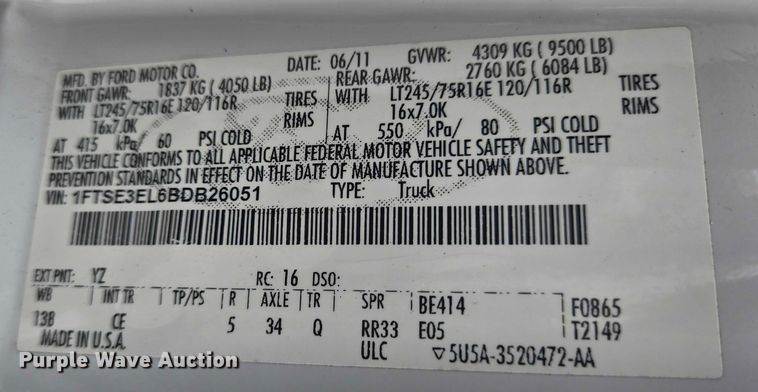 MFD. BY FORD MOTOR CO. DATE: 06/11 GVWR: 4309 KG ( 9500 LB)
FRONT GAWR: 1837 KG ( 4050 LB) REAR GAWR: 2760 KG ( 6084 LB)
WITH LT245/75R16E 120/116R TIRES WITH LT245/75R16E 120/116R TIRES
16x7.0K RIMS 16x7.0K RIMS
AT 415 kPa/ 60 PSI COLD AT 550 kPa/ 80 PSI COLD
THIS VEHICLE CONFORMS TO ALL APPLICABLE FEDERAL MOTOR VEHICLE SAFETY AND THEFT
PREVENTION STANDARDS IN EFFECT ON THE DATE OF MANUFACTURE SHOWN ABOVE.
VIN: 1FTSE3EL6BDB26051 TYPE: Truck
EXT PNT: YZ RC: 16 DSO:
WB INT TR TP/PS R AXLE TR SPR BE414 F0865
138 CE 5 34 Q RR33 E05 T2149
MADE IN U.S.A. ULC ▽5U5A-3520472-AA
Purple Wave Auction